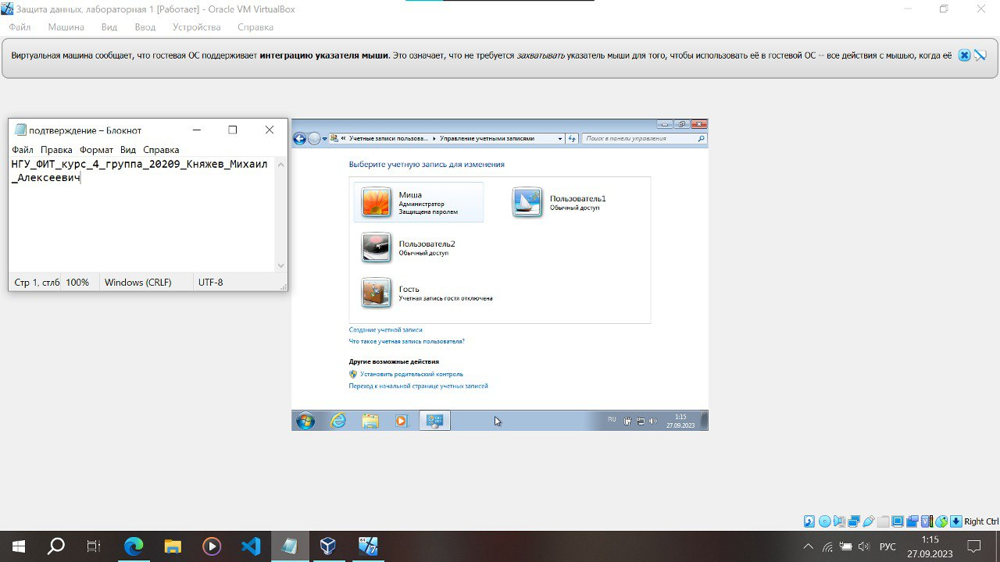 Защита данных, лабораторная 1 [Работает] - Oracle VM VirtualBox
Файл Машина Вид Ввод Устройства Справка
Виртуальная машина сообщает, что гостевая ОС поддерживает интеграцию указателя мыши. Это означает, что не требуется захватывать указатель мыши для того, чтобы использовать её в гостевой ОС -- все действия с мышью, когда её
подтверждение – Блокнот
Файл Правка Формат Вид Справка
НГУ_ФИТ_курс_4_группа_20209_Княжев_Михаил
_Алексеевич
Стр 1, стлб 100% Windows (CRLF) UTF-8
« Учетные записи пользова... Управление учетными записями Поиск в панели управления
Выберите учетную запись для изменения
Миша
Администратор
Защищена паролем
Пользователь1
Обычный доступ
Пользователь2
Обычный доступ
Гость
Учетная запись гостя отключена
Создание учетной записи
Что такое учетная запись пользователя?
Другие возможные действия
Установить родительский контроль
Переход к начальной странице учетных записей
RU 1:15
27.09.2023
Right Ctrl
РУС 1:15
27.09.2023